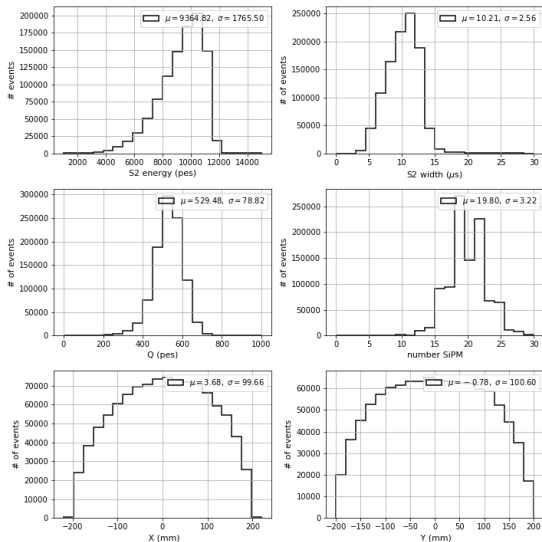 200000
175000
150000
125000
100000
75000
50000
25000
0
# events
μ = 9364.82, σ = 1765.50
2000 4000 6000 8000 10000 12000 14000
S2 energy (pes)
250000
200000
150000
100000
50000
0
# of events
μ = 10.21, σ = 2.56
0 5 10 15 20 25 30
S2 width (μs)
300000
250000
200000
150000
100000
50000
0
# of events
μ = 529.48, σ = 78.82
0 200 400 600 800 1000
Q (pes)
250000
200000
150000
100000
50000
0
# of events
μ = 19.80, σ = 3.22
0 5 10 15 20 25 30
number SiPM
70000
60000
50000
40000
30000
20000
10000
0
# of events
μ = 3.68, σ = 99.66
−200 −100 0 100 200
X (mm)
60000
50000
40000
30000
20000
10000
0
# of events
μ = −0.78, σ = 100.60
−200 −150 −100 −50 0 50 100 150 200
Y (mm)